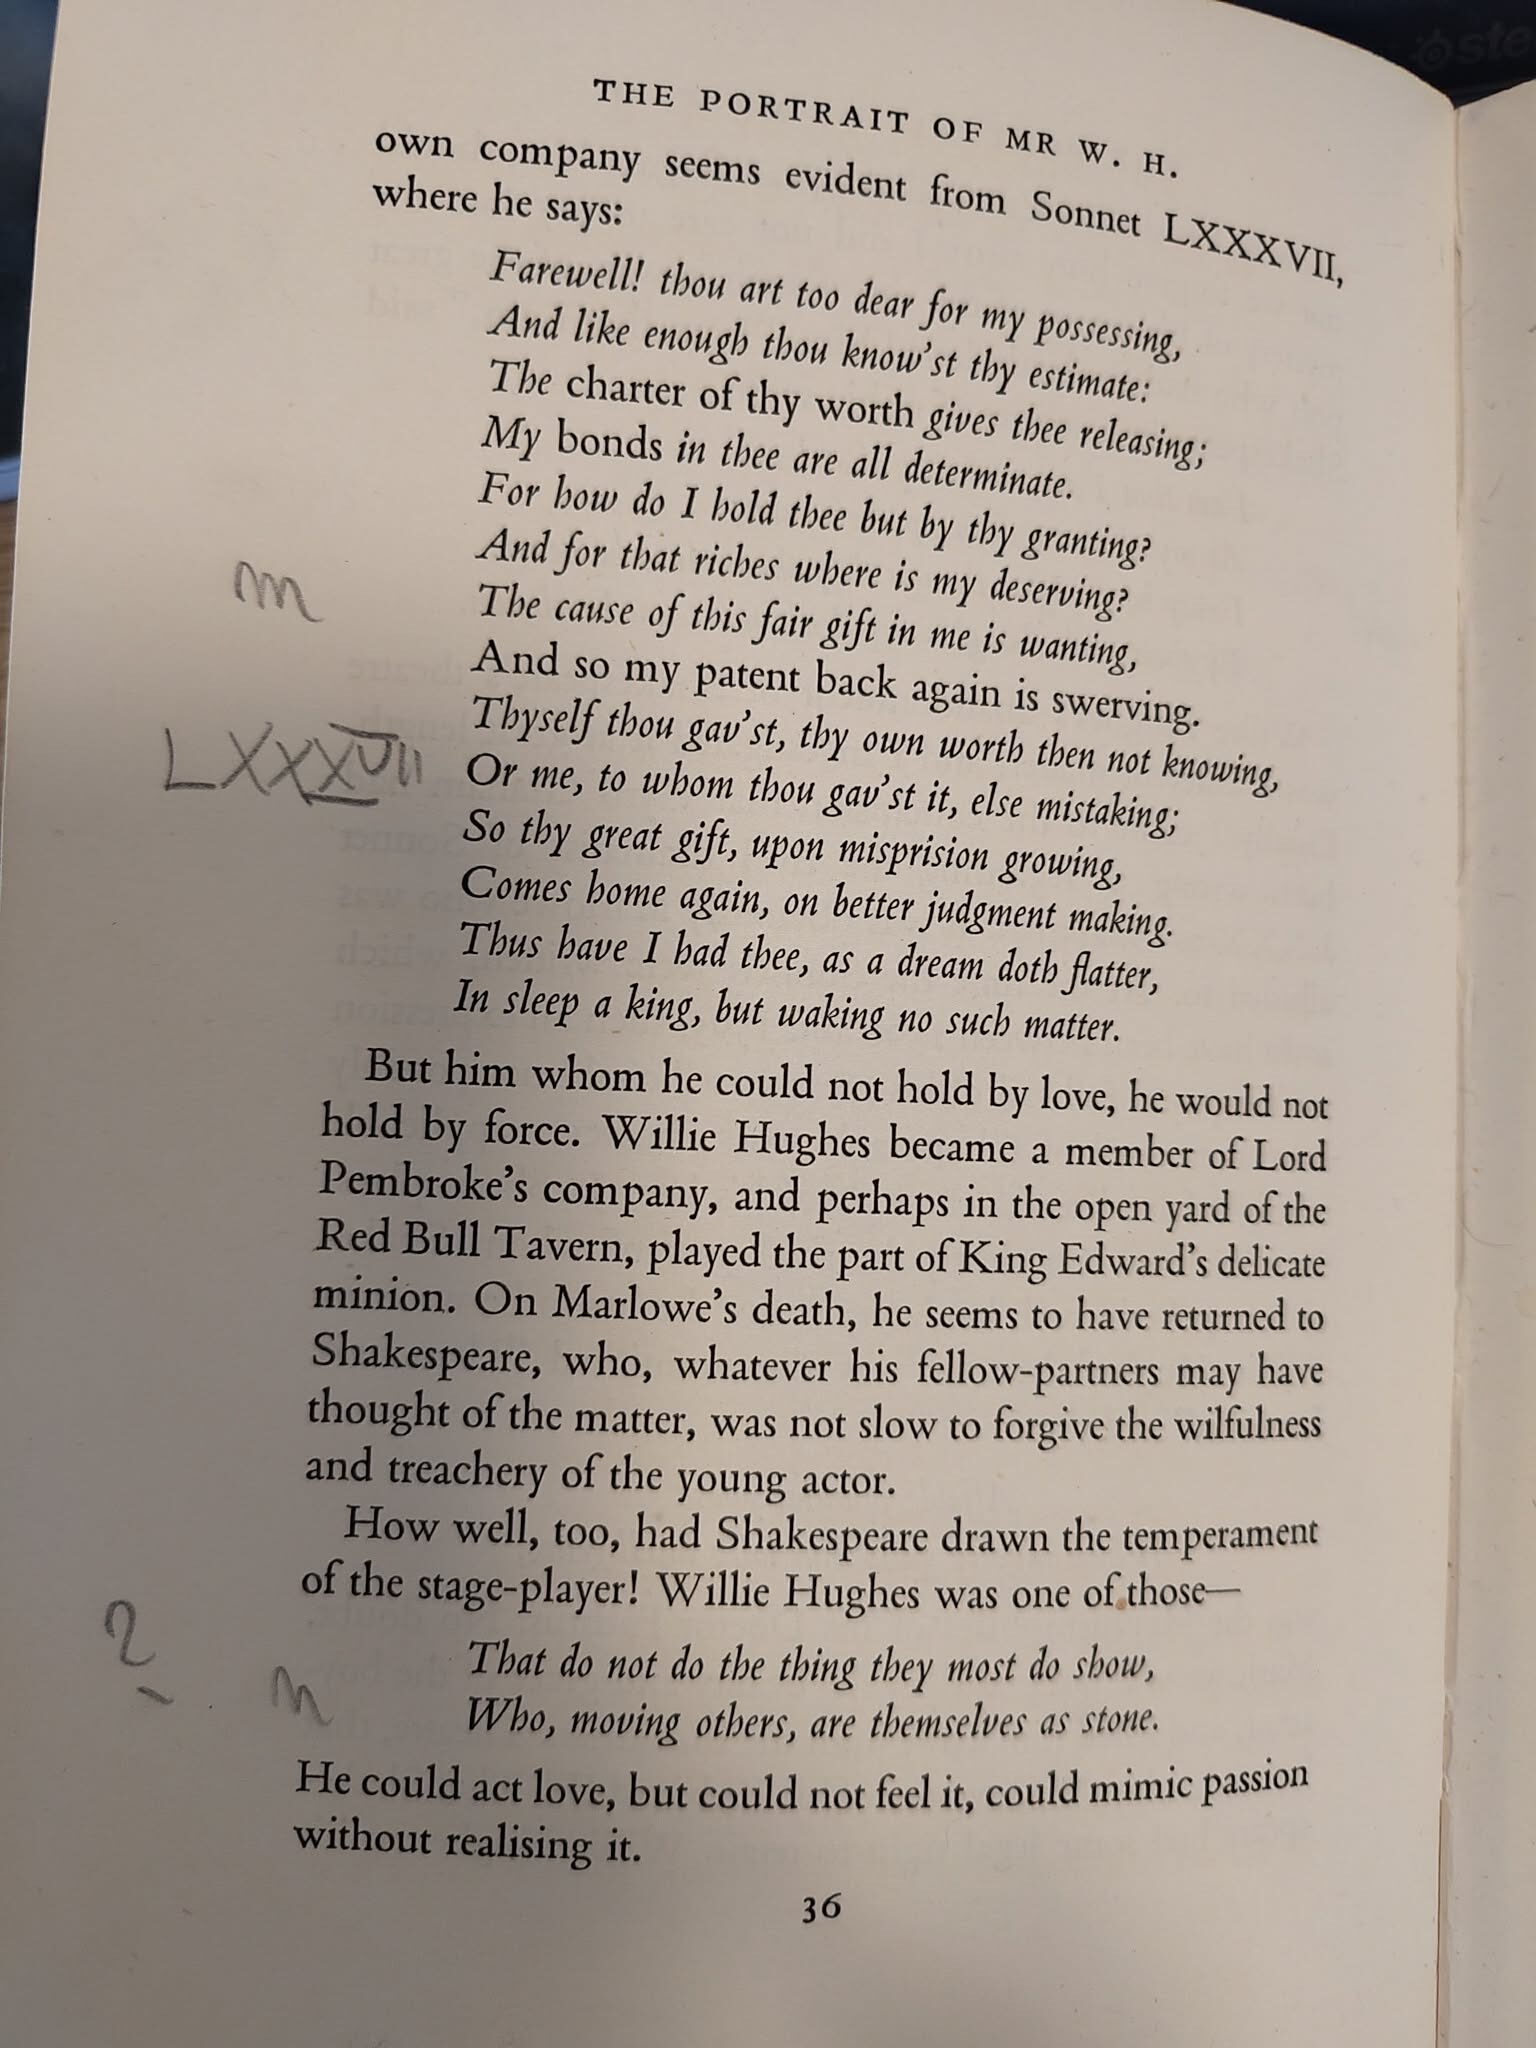 THE PORTRAIT OF MR W. H.
own company seems evident from Sonnet LXXXVII,
where he says:
Farewell! thou art too dear for my possessing,
And like enough thou know'st thy estimate:
The charter of thy worth gives thee releasing;
My bonds in thee are all determinate.
For how do I hold thee but by thy granting?
And for that riches where is my deserving?
m
The cause of this fair gift in me is wanting,
And so my patent back again is swerving.
Thyself thou gav'st, thy own worth then not knowing,
LXXXVII
Or me, to whom thou gav'st it, else mistaking;
So thy great gift, upon misprision growing,
Comes home again, on better judgment making.
Thus have I had thee, as a dream doth flatter,
In sleep a king, but waking no such matter.
But him whom he could not hold by love, he would not
hold by force. Willie Hughes became a member of Lord
Pembroke's company, and perhaps in the open yard of the
Red Bull Tavern, played the part of King Edward's delicate
minion. On Marlowe's death, he seems to have returned to
Shakespeare, who, whatever his fellow-partners may have
thought of the matter, was not slow to forgive the wilfulness
and treachery of the young actor.
How well, too, had Shakespeare drawn the temperament
of the stage-player! Willie Hughes was one of those—
?
That do not do the thing they most do show,
n
Who, moving others, are themselves as stone.
He could act love, but could not feel it, could mimic passion
without realising it.
36